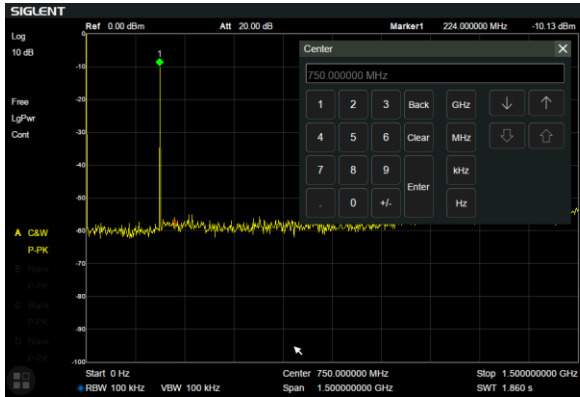 SIGLENT
Ref 0.00 dBm Att 20.00 dB Marker1 224.000000 MHz -10.13 dBm
Log
10 dB
Free
LgPwr
Cont
0
-10
-20
-30
-40
-50
-60
-70
-80
-90
-100
1
Center X
750.000000 MHz
1 2 3 Back GHz
4 5 6 Clear MHz
7 8 9 Enter kHz
. 0 +/- Hz
A C&W
P-PK
B Blank
P-PK
C Blank
P-PK
D Blank
P-PK
Start 0 Hz Center 750.000000 MHz Stop 1.500000000 GHz
RBW 100 kHz VBW 100 kHz Span 1.500000000 GHz SWT 1.860 s